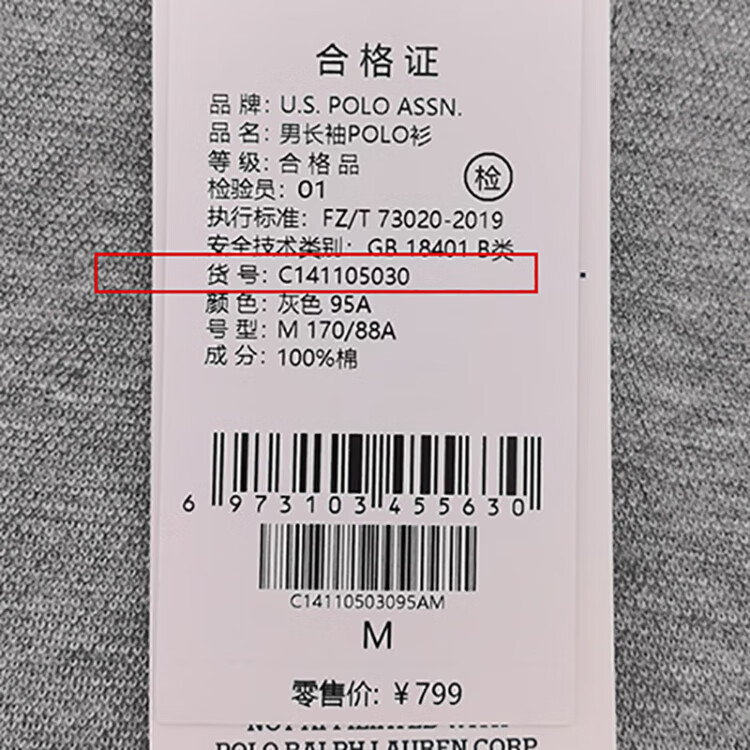 合格证
品 牌: U.S. POLO ASSN.
品 名: 男长袖POLO衫
等 级: 合 格 品
检
检验员: 01
执行标准: FZ/T 73020-2019
安全技术类别: GB 18401 B类
货 号: C141105030
颜 色: 灰色 95A
号 型: M 170/88A
成 分: 100%棉
6 973103 455630
C14110503095AM
M
零售价: ¥799
NOT AFFILIATED WITH
POLO RALPH LAUREN CORP